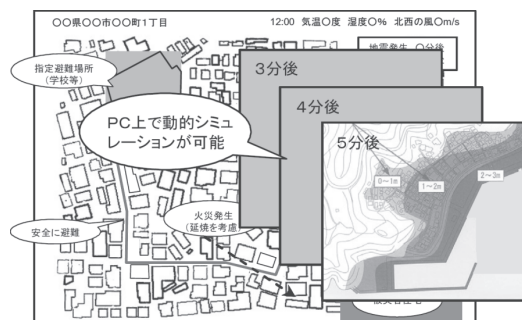 ○○県○○市○○町1丁目
12:00 気温○度 湿度○% 北西の風○m/s
地震発生 ○分後
指定避難場所
(学校等)
3分後
4分後
PC上で動的シミュ
レーションが可能
5分後
0～1m
1～2m
2～3m
火災発生
(延焼を考慮
安全に避難